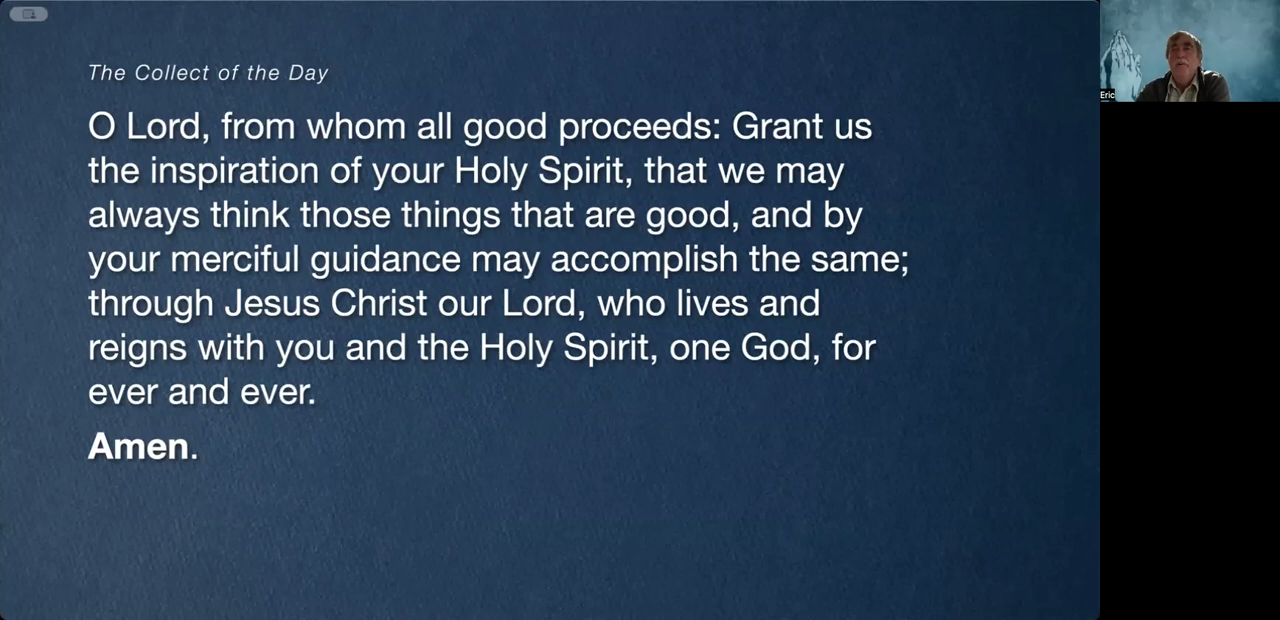 The Collect of the Day
O Lord, from whom all good proceeds: Grant us
the inspiration of your Holy Spirit, that we may
always think those things that are good, and by
your merciful guidance may accomplish the same;
through Jesus Christ our Lord, who lives and
reigns with you and the Holy Spirit, one God, for
ever and ever.
Amen.
Eric